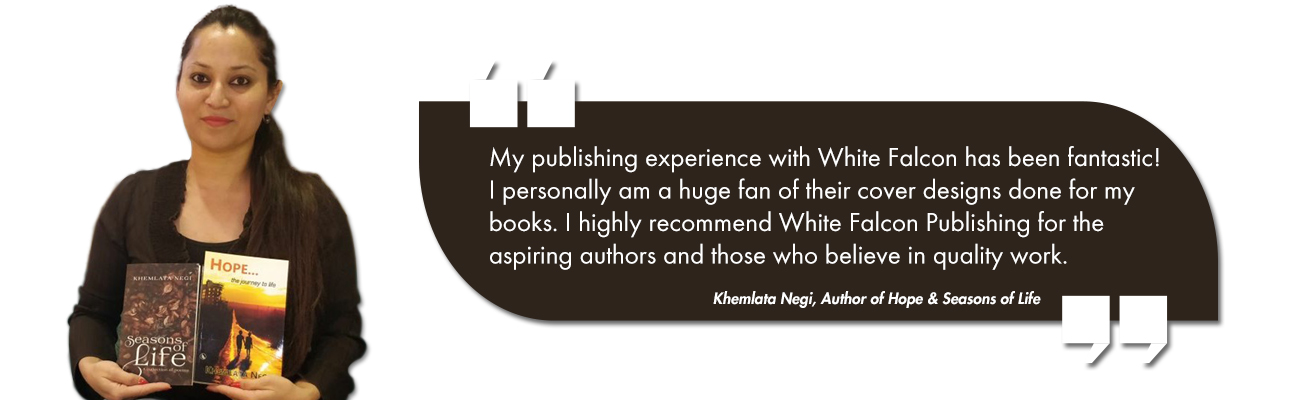 My publishing experience with White Falcon has been fantastic!
I personally am a huge fan of their cover designs done for my
books. I highly recommend White Falcon Publishing for the
aspiring authors and those who believe in quality work.
Khemlata Negi, Author of Hope & Seasons of Life
KHEMLATA NEGI
Seasons
of
Life
HOPE...
the journey to life